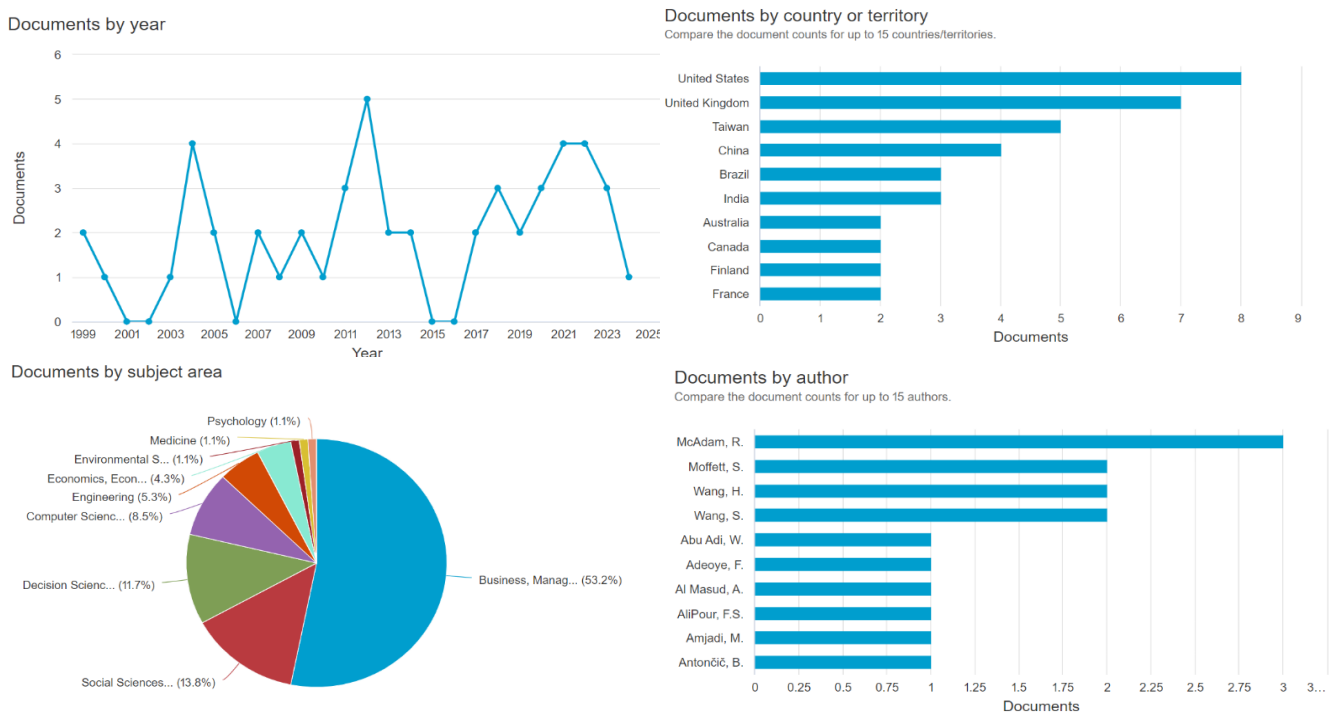 Documents by year
6
5
4
3
2
1
0
Documents
1999 2001 2003 2005 2007 2009 2011 2013 2015 2017 2019 2021 2023 2025
Year
Documents by country or territory
Compare the document counts for up to 15 countries/territories.
United States
United Kingdom
Taiwan
China
Brazil
India
Australia
Canada
Finland
France
0 1 2 3 4 5 6 7 8 9
Documents
Documents by subject area
Psychology (1.1%)
Medicine (1.1%)
Environmental S... (1.1%)
Economics, Econ... (4.3%)
Engineering (5.3%)
Computer Scienc... (8.5%)
Decision Scienc... (11.7%)
Social Sciences... (13.8%)
Business, Manag... (53.2%)
Documents by author
Compare the document counts for up to 15 authors.
McAdam, R.
Moffett, S.
Wang, H.
Wang, S.
Abu Adi, W.
Adeoye, F.
Al Masud, A.
AliPour, F.S.
Amjadi, M.
Antončič, B.
0 0.25 0.5 0.75 1 1.25 1.5 1.75 2 2.25 2.5 2.75 3 3...
Documents